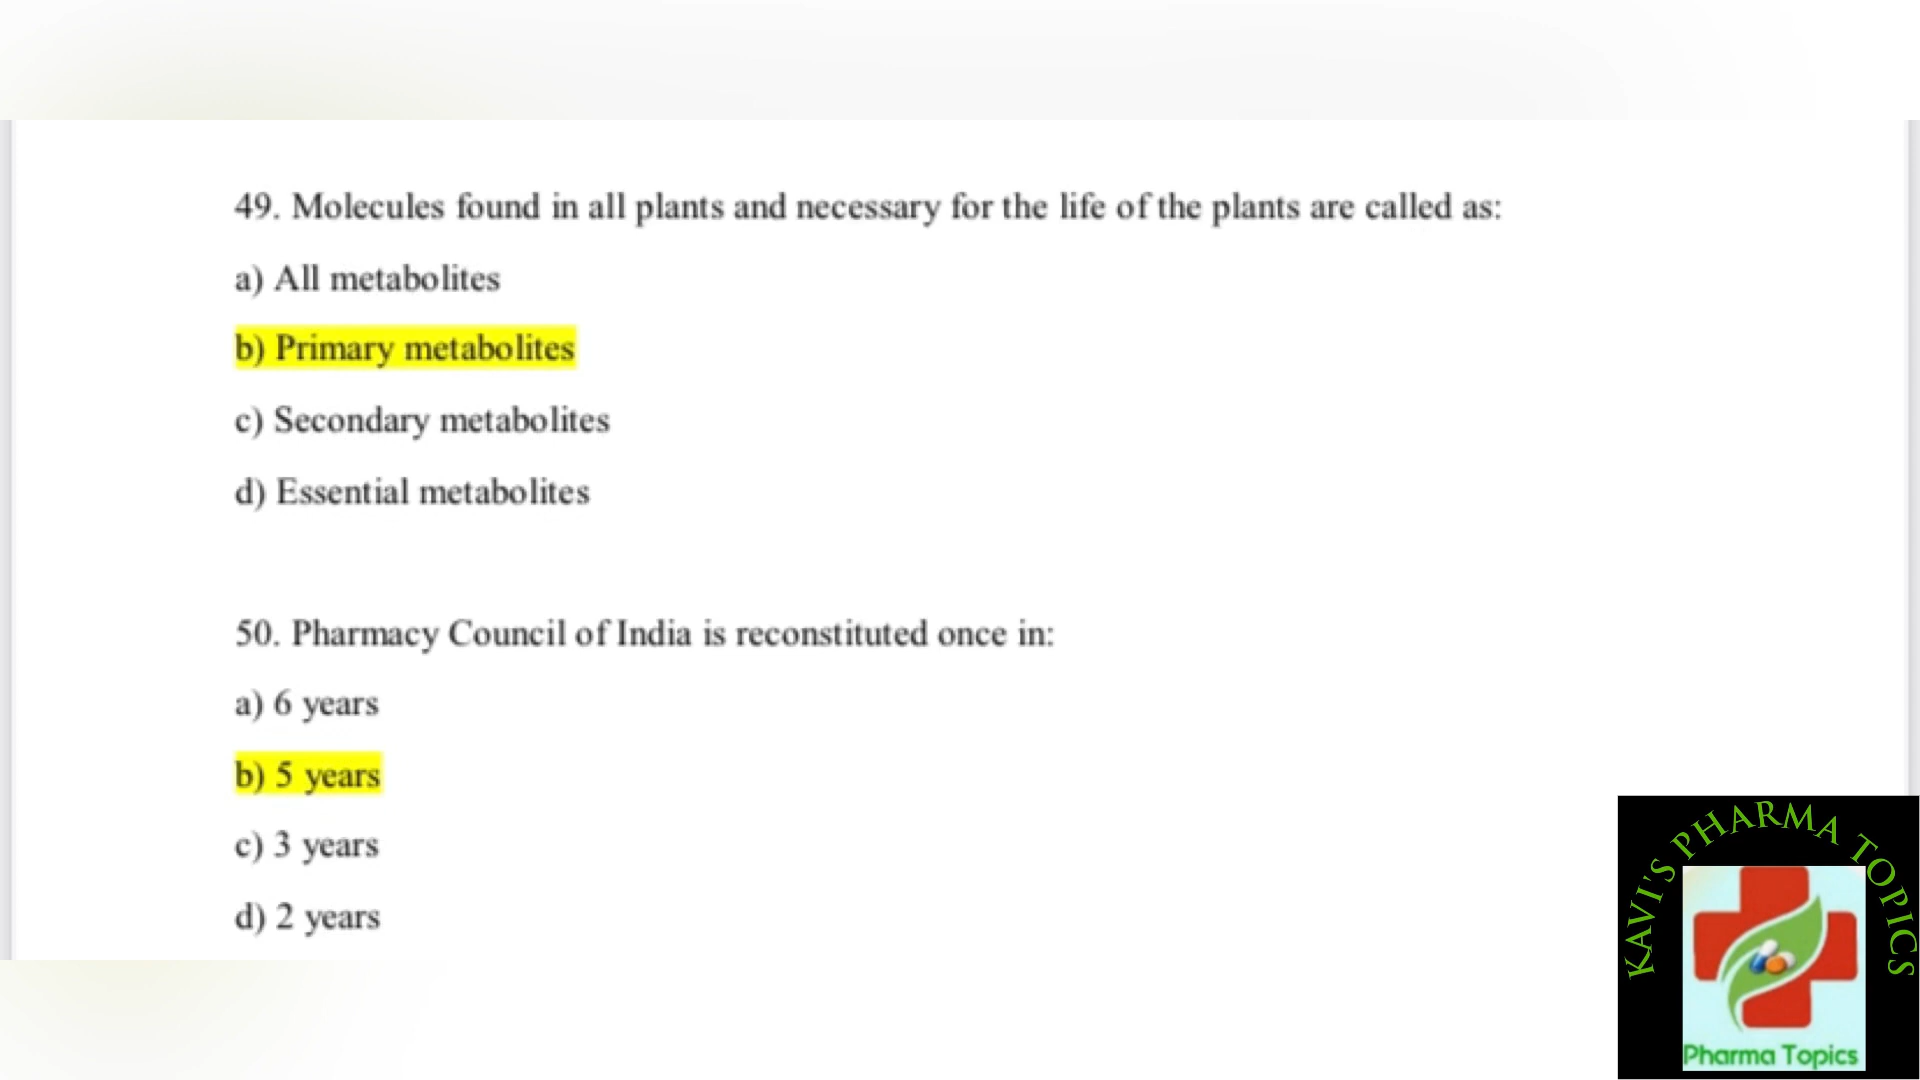 49. Molecules found in all plants and necessary for the life of the plants are called as:
a) All metabolites
b) Primary metabolites
c) Secondary metabolites
d) Essential metabolites
50. Pharmacy Council of India is reconstituted once in:
a) 6 years
b) 5 years
c) 3 years
d) 2 years
KAVI'S PHARMA TOPICS
Pharma Topics